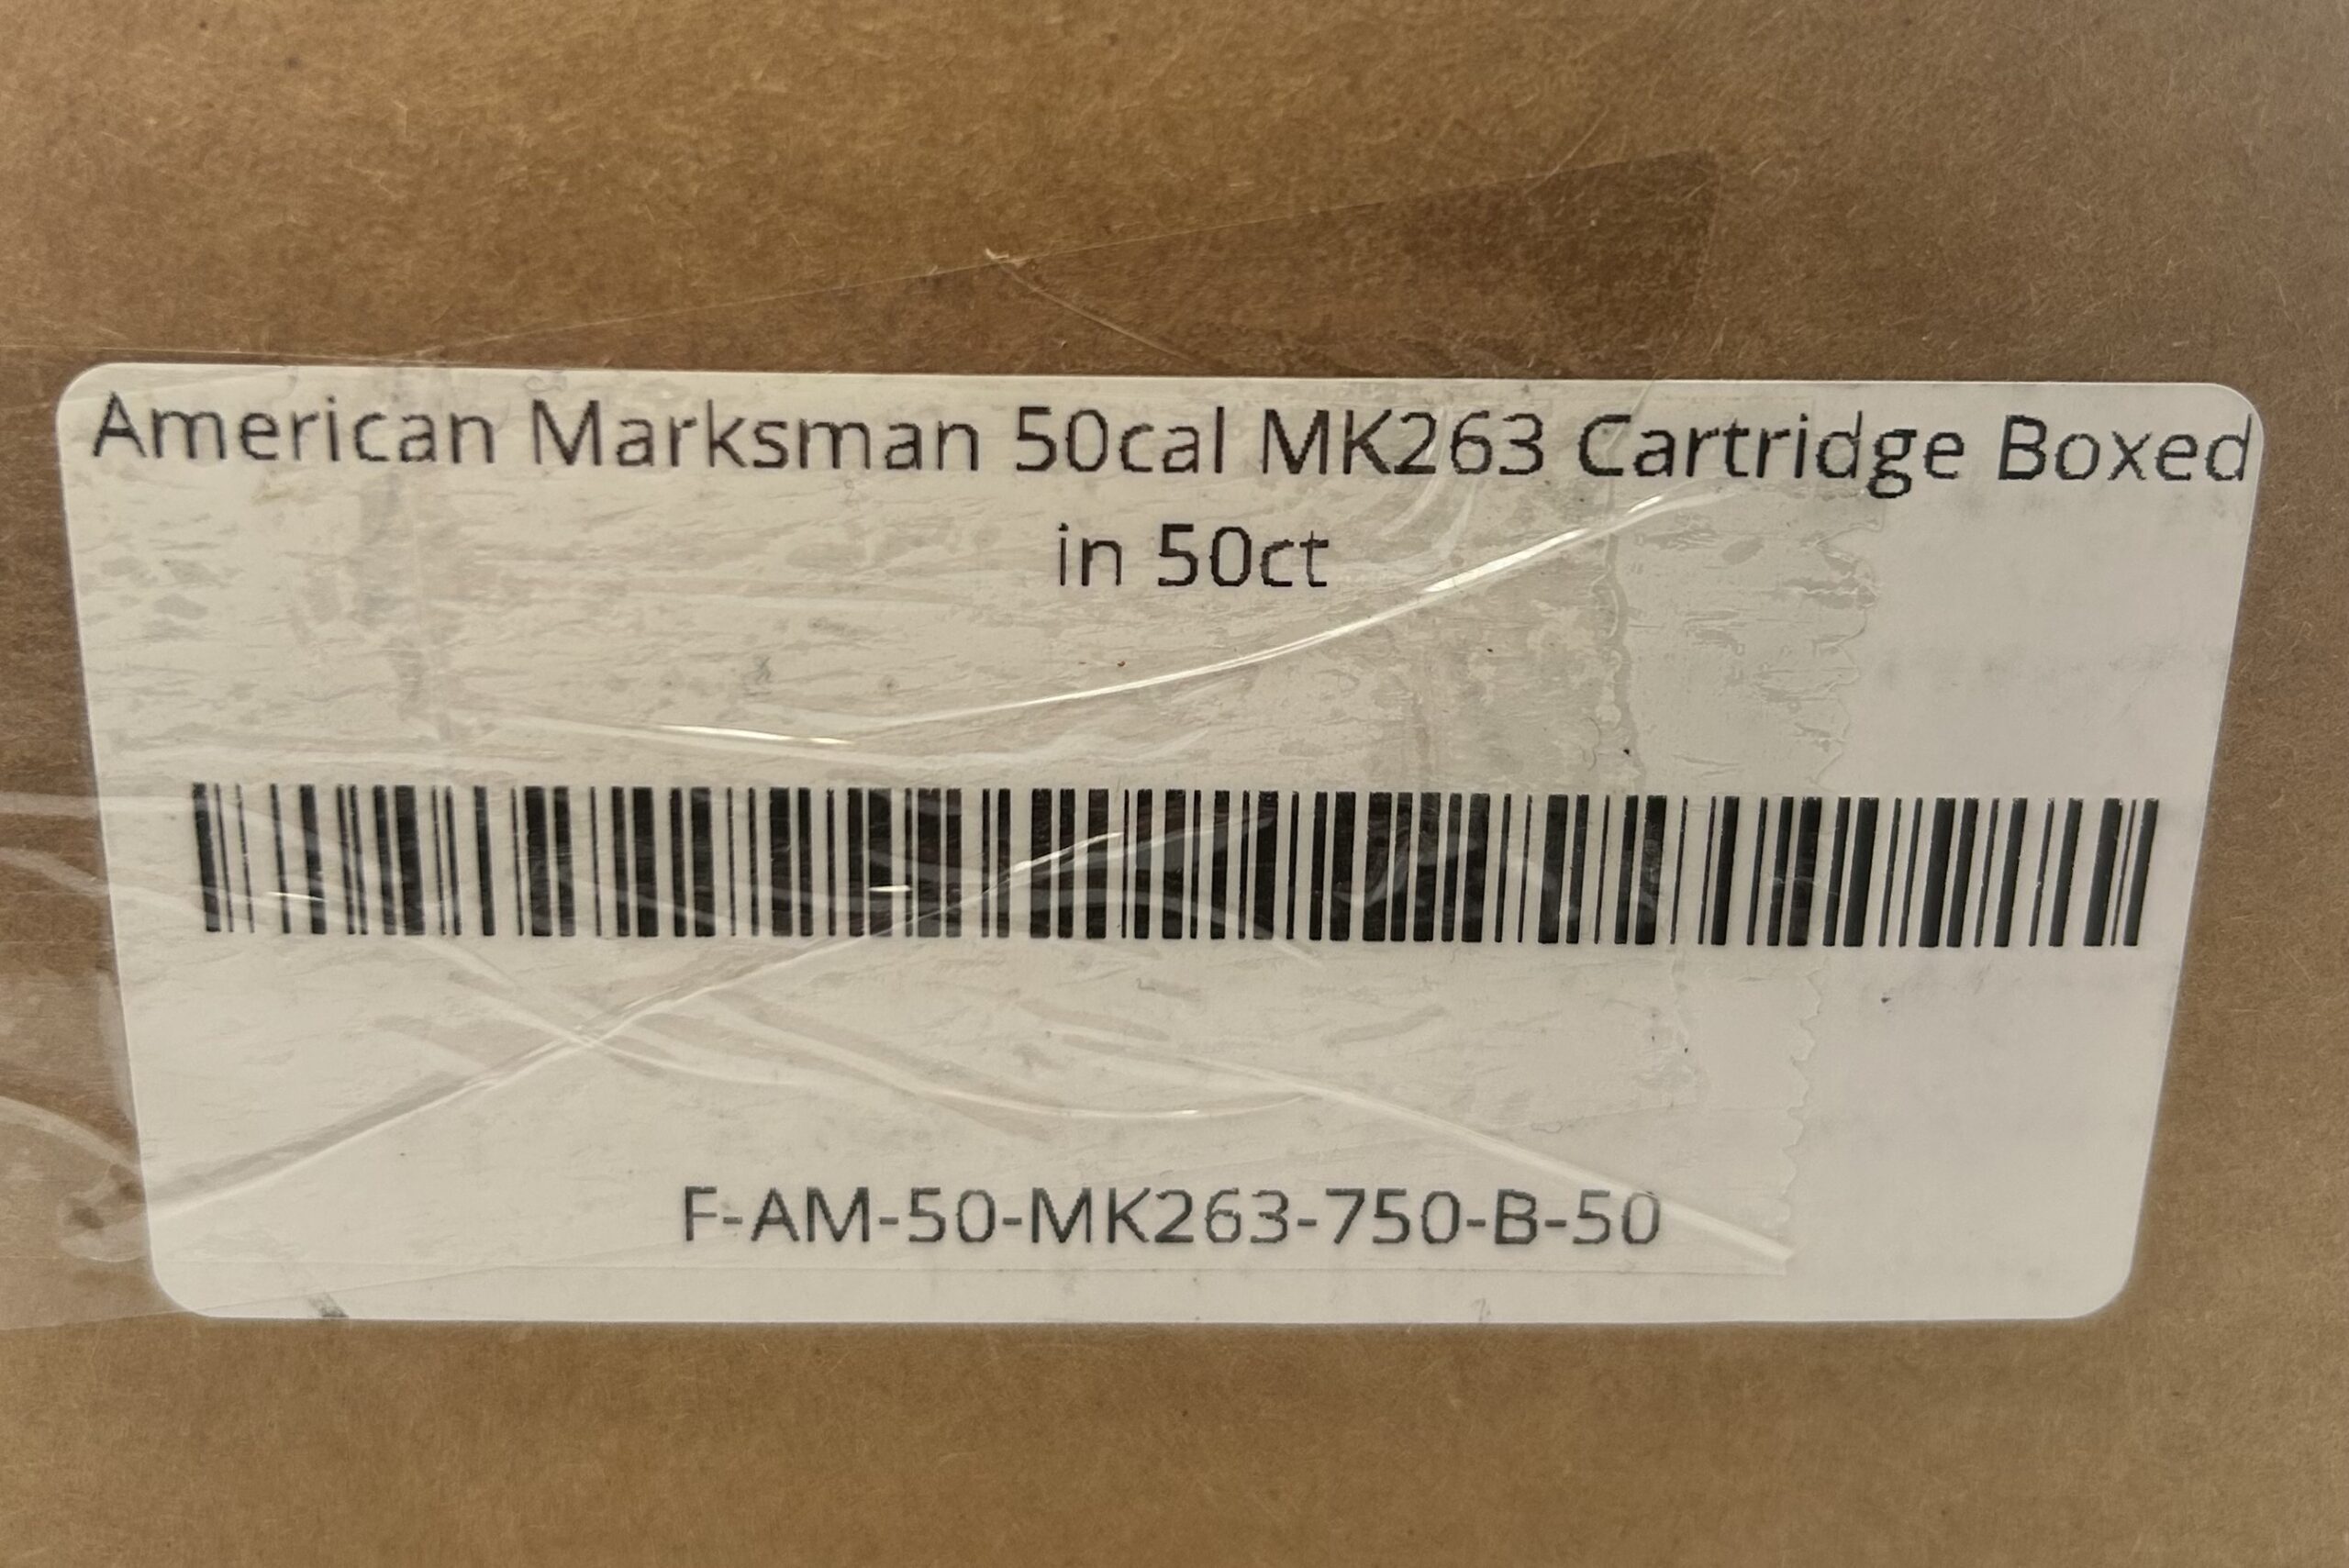 American Marksman 50cal MK263 Cartridge Boxed
in 50ct
F-AM-50-MK263-750-B-50